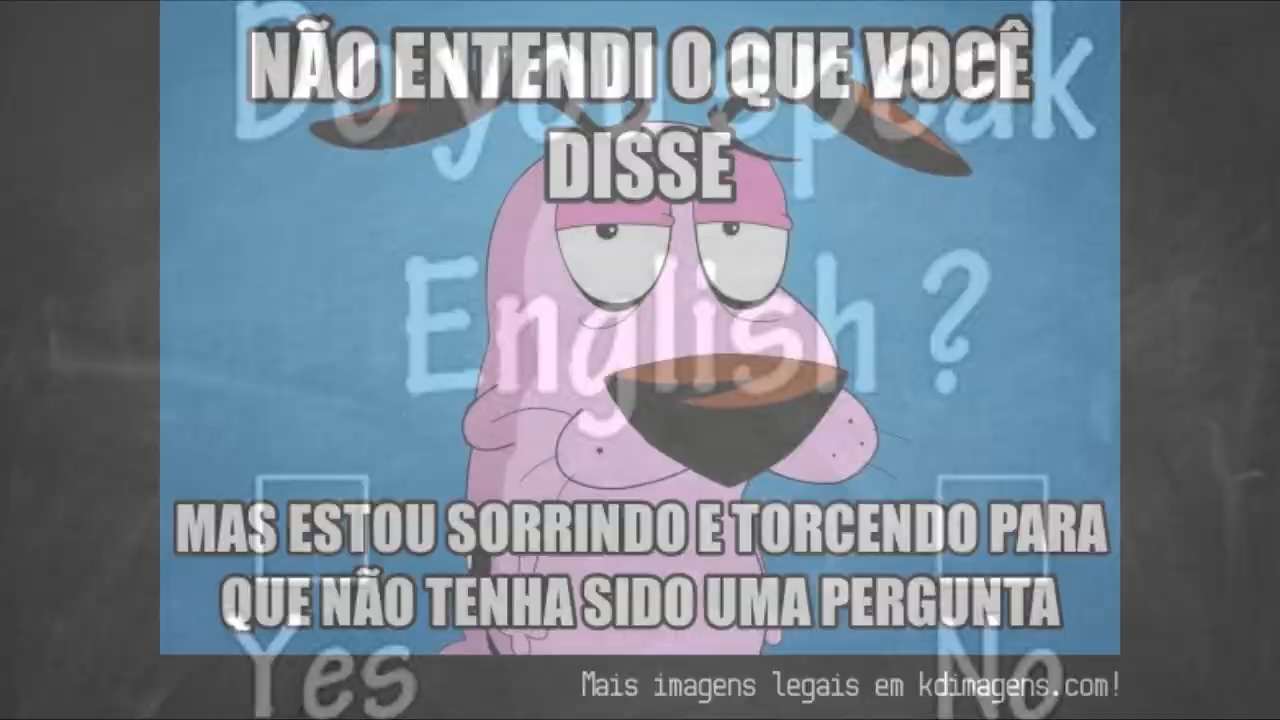 NÃO ENTENDI O QUE VOCÊ
Do you speak
DISSE
English ?
MAS ESTOU SORRINDO E TORCENDO PARA
QUE NÃO TENHA SIDO UMA PERGUNTA
Yes No
Mais imagens legais em kdimagens.com!